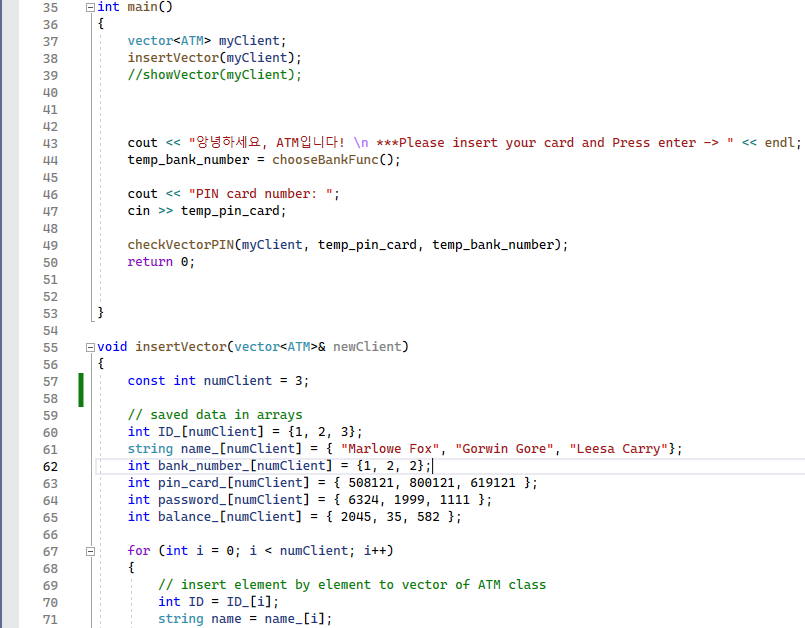 35 int main()
36 {
37 vector<ATM> myClient;
38 insertVector(myClient);
39 //showVector(myClient);
40
41
42
43 cout << "안녕하세요, ATM입니다! \n ***Please insert your card and Press enter -> " << endl;
44 temp_bank_number = chooseBankFunc();
45
46 cout << "PIN card number: ";
47 cin >> temp_pin_card;
48
49 checkVectorPIN(myClient, temp_pin_card, temp_bank_number);
50 return 0;
51
52
53 }
54
55 void insertVector(vector<ATM>& newClient)
56 {
57 const int numClient = 3;
58
59 // saved data in arrays
60 int ID_[numClient] = {1, 2, 3};
61 string name_[numClient] = { "Marlowe Fox", "Gorwin Gore", "Leesa Carry"};
62 int bank_number_[numClient] = {1, 2, 2};
63 int pin_card_[numClient] = { 508121, 800121, 619121 };
64 int password_[numClient] = { 6324, 1999, 1111 };
65 int balance_[numClient] = { 2045, 35, 582 };
66
67 for (int i = 0; i < numClient; i++)
68 {
69 // insert element by element to vector of ATM class
70 int ID = ID_[i];
71 string name = name_[i];